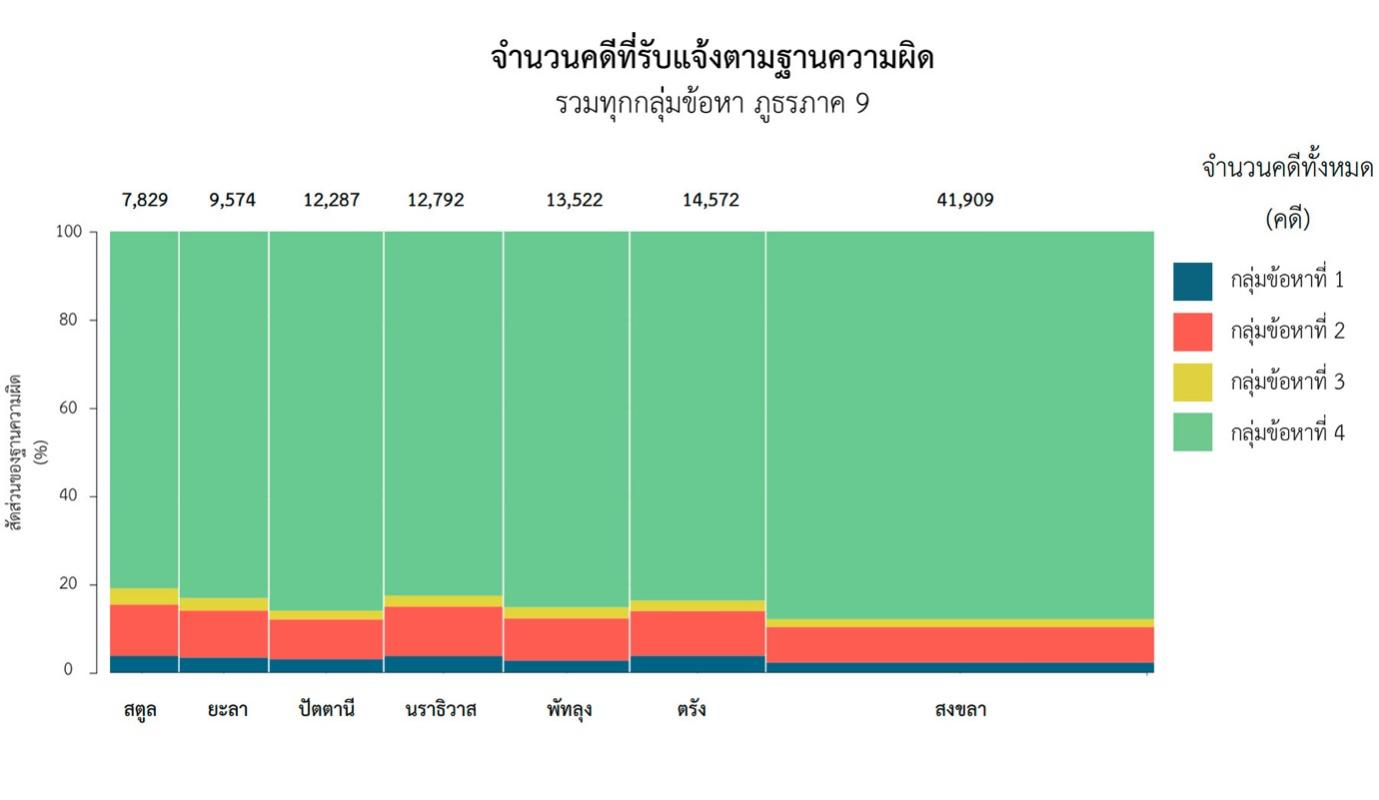 จำนวนคดีที่รับแจ้งตามฐานความผิด
รวมทุกกลุ่มข้อหา ภูธรภาค 9
จำนวนคดีทั้งหมด
(คดี)
กลุ่มข้อหาที่ 1
กลุ่มข้อหาที่ 2
กลุ่มข้อหาที่ 3
กลุ่มข้อหาที่ 4
7,829 9,574 12,287 12,792 13,522 14,572 41,909
100
80
60
40
20
0
สัดส่วนของฐานความผิด
(%)
สตูล ยะลา ปัตตานี นราธิวาส พัทลุง ตรัง สงขลา